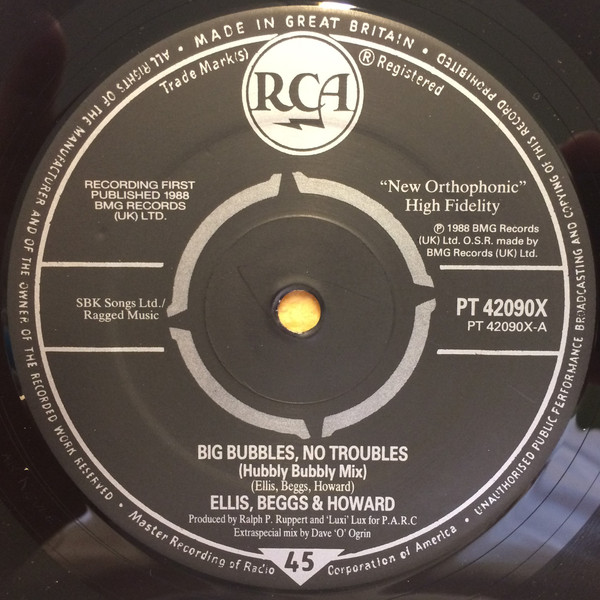 • MADE IN GREAT BRITAIN •
ALL RIGHTS OF THE MANUFACTURER AND OF THE OWNER OF THE RECORDED WORK RESERVED •
UNAUTHORISED PUBLIC PERFORMANCE BROADCASTING AND COPYING OF THIS RECORD PROHIBITED
Trade Mark(s)
® Registered
RCA
RECORDING FIRST
PUBLISHED 1988
BMG RECORDS
(UK) LTD.
"New Orthophonic"
High Fidelity
℗ 1988 BMG Records
(UK) Ltd. O.S.R. made by
BMG Records (UK) Ltd.
SBK Songs Ltd./
Ragged Music
PT 42090X
PT 42090X-A
BIG BUBBLES, NO TROUBLES
(Hubbly Bubbly Mix)
(Ellis, Beggs, Howard)
ELLIS, BEGGS & HOWARD
Produced by Ralph P. Ruppert and 'Luxi' Lux for P.A.R.C
Extraspecial mix by Dave 'O' Ogrin
• Master Recording of Radio Corporation of America •
45